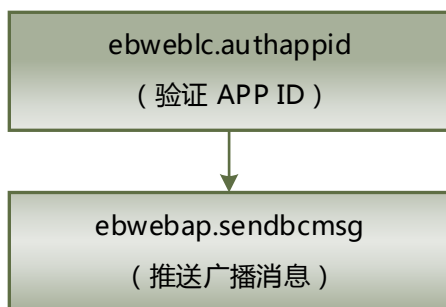 ebweblc.authappid
（验证 APP ID）
ebwebap.sendbcmsg
（推送广播消息）